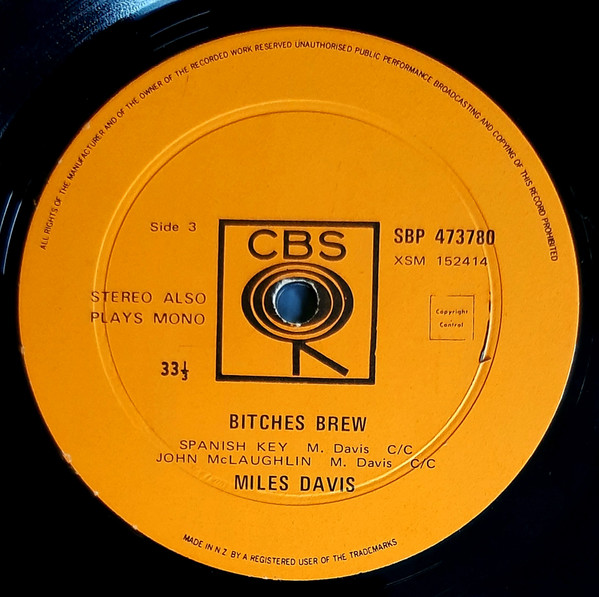 ALL RIGHTS OF THE MANUFACTURER AND OF THE OWNER OF THE RECORDED WORK RESERVED UNAUTHORISED PUBLIC PERFORMANCE BROADCASTING AND COPYING OF THIS RECORD PROHIBITED
Side 3
CBS
SBP 473780
XSM 152414
STEREO ALSO
PLAYS MONO
Copyright
Control
33⅓
BITCHES BREW
SPANISH KEY M. Davis C/C
JOHN McLAUGHLIN M. Davis C/C
MILES DAVIS
MADE IN N.Z. BY A REGISTERED USER OF THE TRADCMARKS